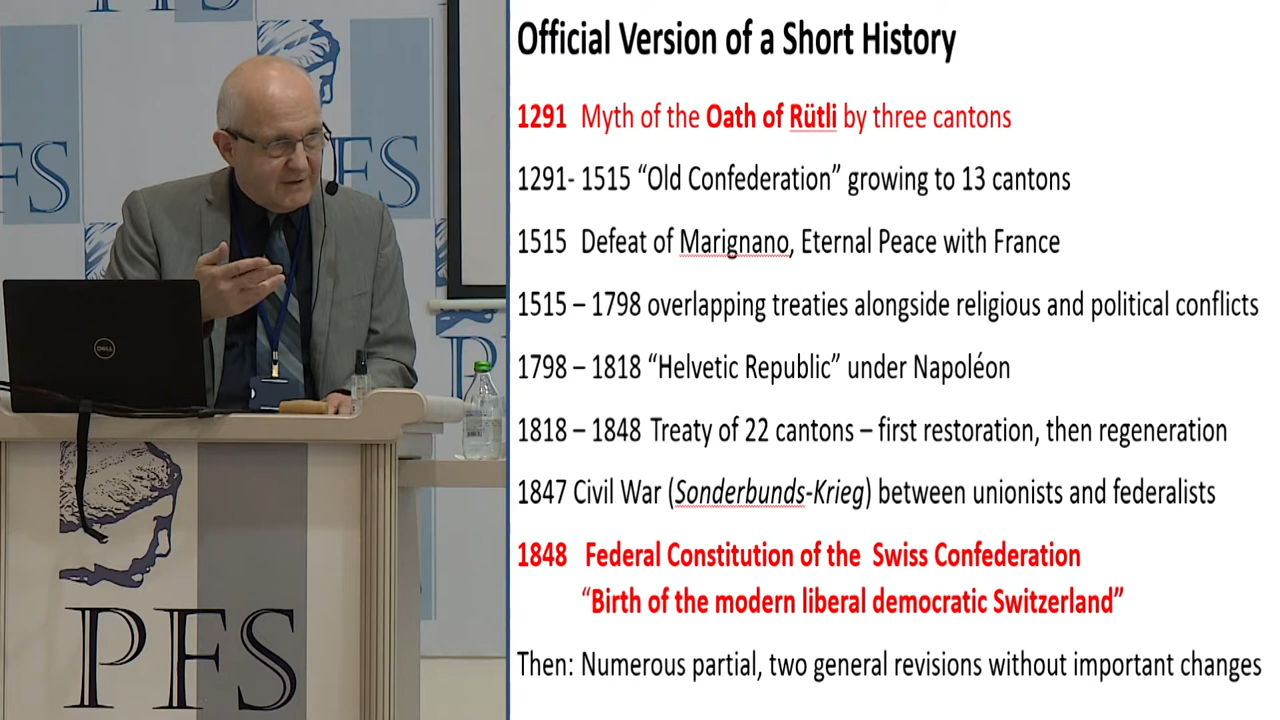 Official Version of a Short History
1291 Myth of the Oath of Rütli by three cantons
1291- 1515 “Old Confederation” growing to 13 cantons
1515 Defeat of Marignano, Eternal Peace with France
1515 – 1798 overlapping treaties alongside religious and political conflicts
1798 – 1818 “Helvetic Republic” under Napoléon
1818 – 1848 Treaty of 22 cantons – first restoration, then regeneration
1847 Civil War (Sonderbunds-Krieg) between unionists and federalists
1848 Federal Constitution of the Swiss Confederation
“Birth of the modern liberal democratic Switzerland”
Then: Numerous partial, two general revisions without important changes
FS
FS
P
DELL
PFS